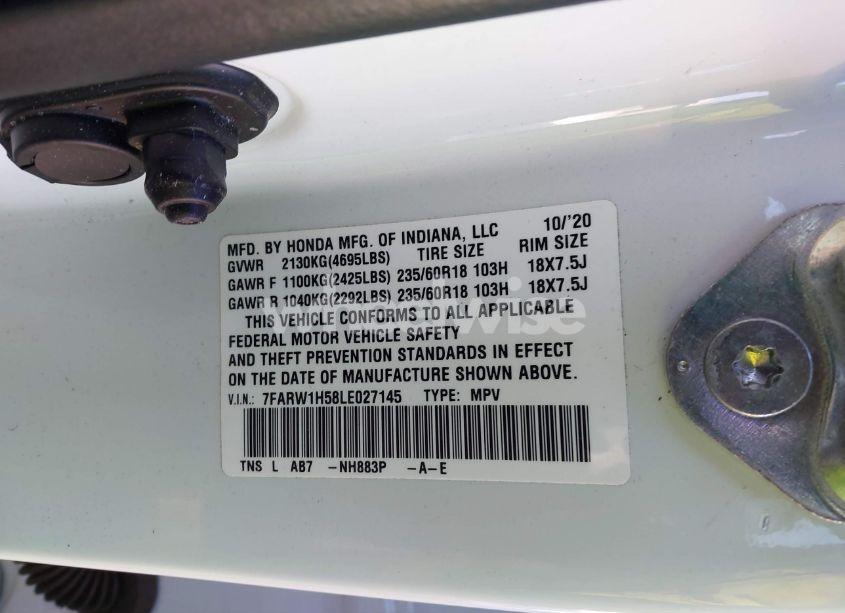 MFD. BY HONDA MFG. OF INDIANA, LLC 10/'20
GVWR 2130KG(4695LBS) TIRE SIZE RIM SIZE
GAWR F 1100KG(2425LBS) 235/60R18 103H 18X7.5J
GAWR R 1040KG(2292LBS) 235/60R18 103H 18X7.5J
THIS VEHICLE CONFORMS TO ALL APPLICABLE
FEDERAL MOTOR VEHICLE SAFETY
AND THEFT PREVENTION STANDARDS IN EFFECT
ON THE DATE OF MANUFACTURE SHOWN ABOVE.
V.I.N.: 7FARW1H58LE027145 TYPE: MPV
TNS L AB7 -NH883P -A-E